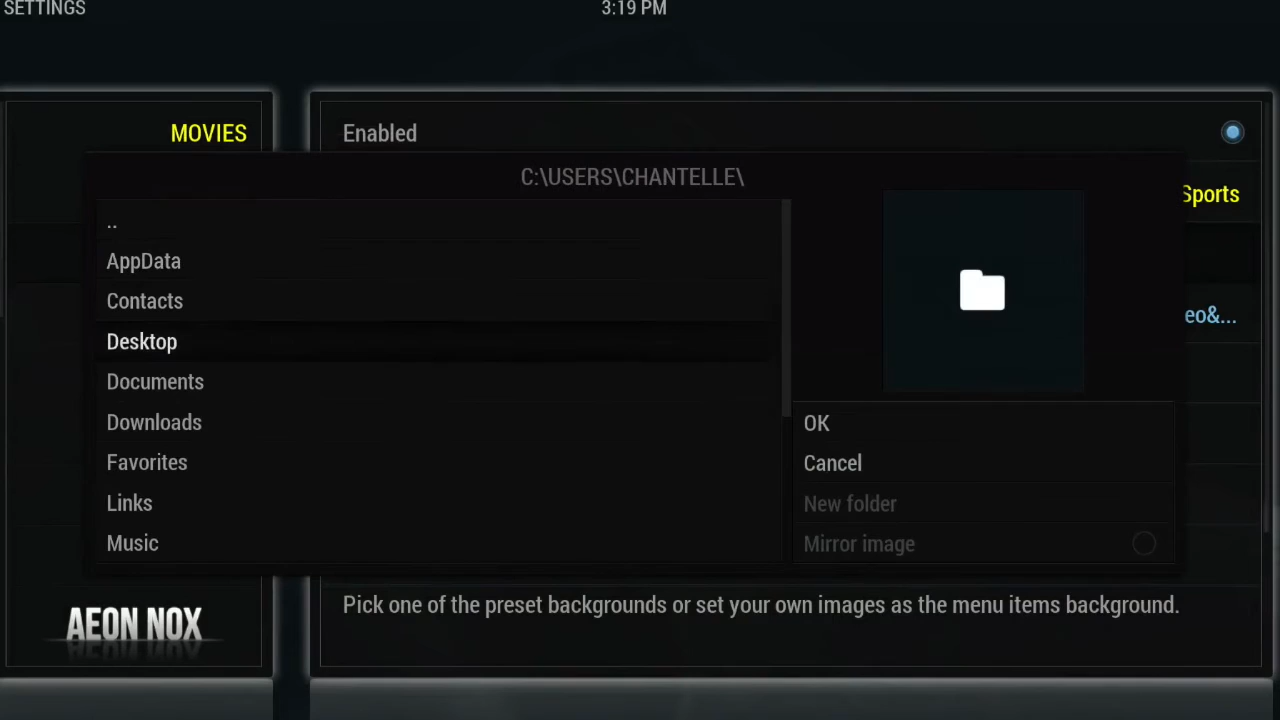 SETTINGS
3:19 PM
MOVIES
Enabled
C:\USERS\CHANTELLE\
Sports
..
AppData
Contacts
eo&...
Desktop
Documents
Downloads
OK
Favorites
Cancel
Links
New folder
Music
Mirror image
Pick one of the preset backgrounds or set your own images as the menu items background.
AEON NOX